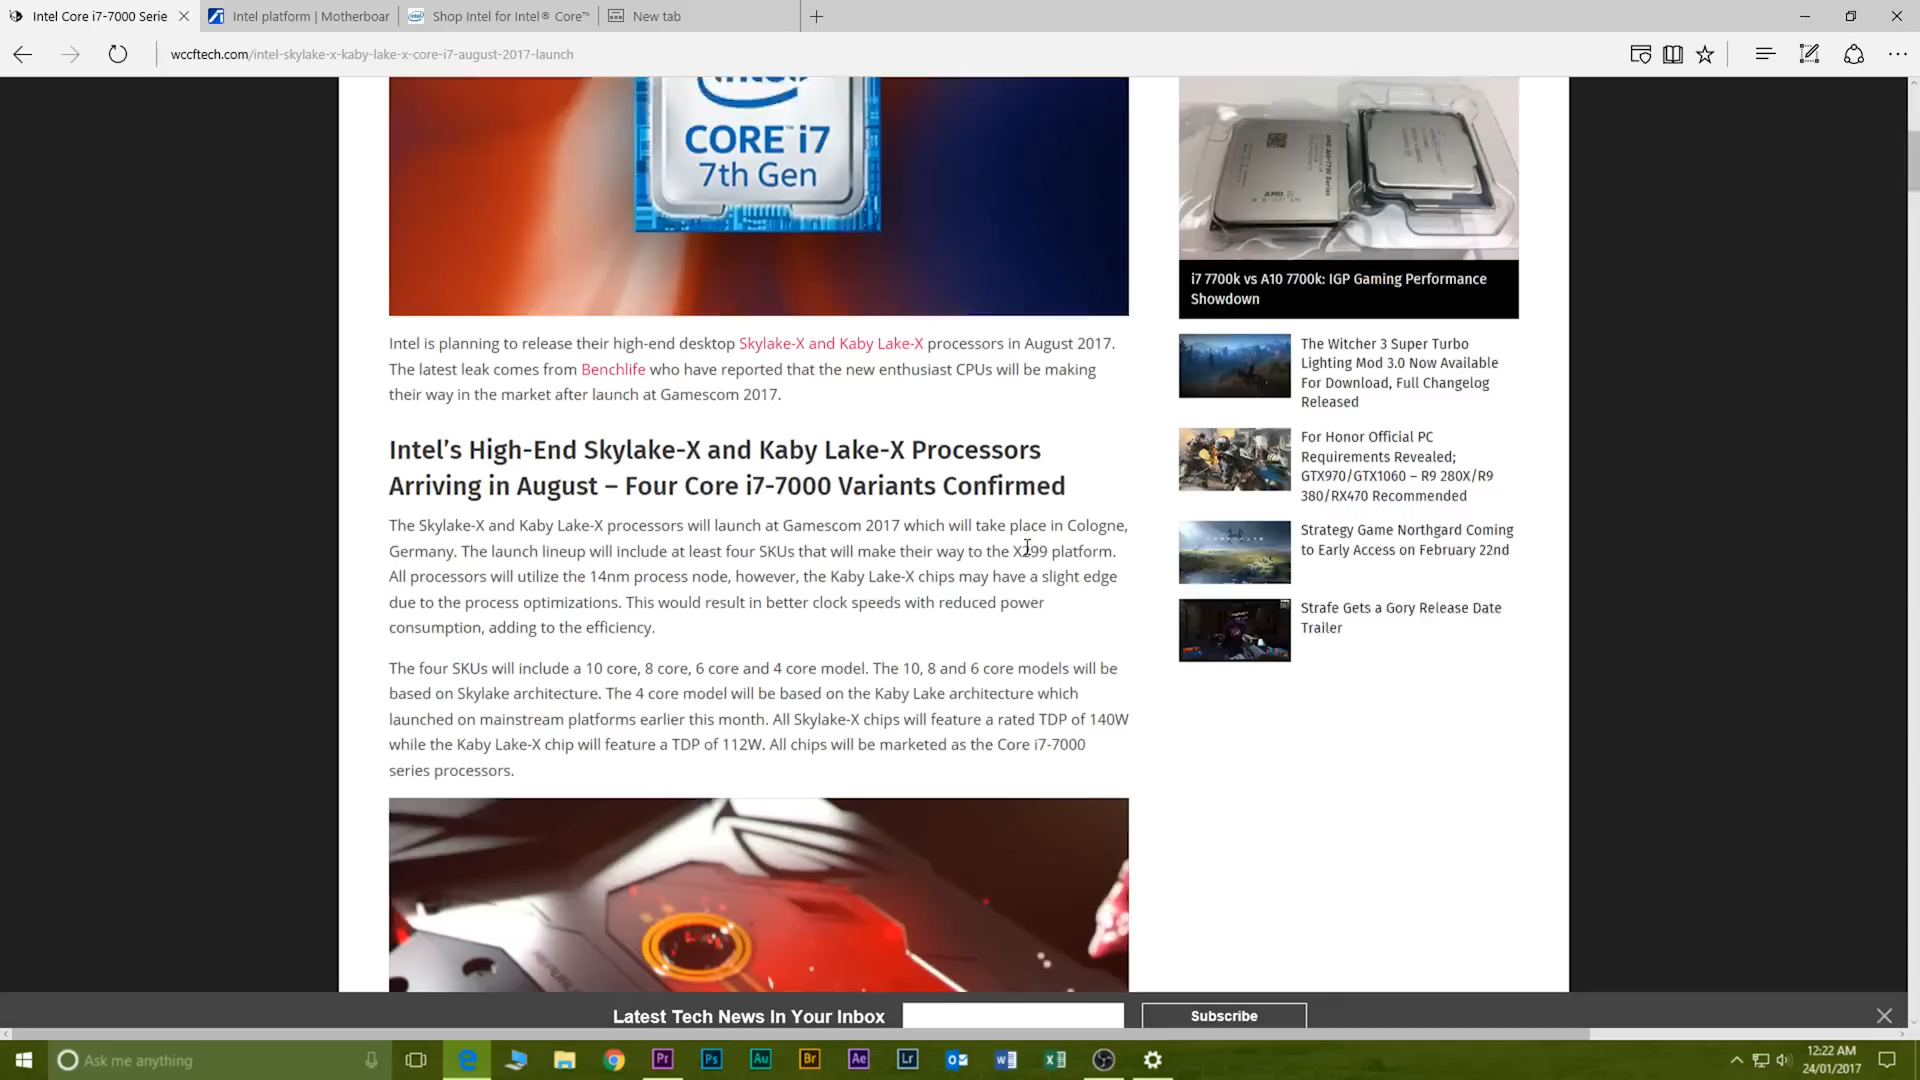 Intel Core i7-7000 Serie
Intel platform | Motherboar
Shop Intel for Intel® Core™
New tab
wccftech.com/intel-skylake-x-kaby-lake-x-core-i7-august-2017-launch
CORE™ i7
7th Gen
AMD
i7 7700k vs A10 7700k: IGP Gaming Performance
Showdown
Intel is planning to release their high-end desktop Skylake-X and Kaby Lake-X processors in August 2017.
The latest leak comes from Benchlife who have reported that the new enthusiast CPUs will be making
their way in the market after launch at Gamescom 2017.
The Witcher 3 Super Turbo
Lighting Mod 3.0 Now Available
For Download, Full Changelog
Released
Intel’s High-End Skylake-X and Kaby Lake-X Processors
Arriving in August – Four Core i7-7000 Variants Confirmed
For Honor Official PC
Requirements Revealed;
GTX970/GTX1060 – R9 280X/R9
380/RX470 Recommended
The Skylake-X and Kaby Lake-X processors will launch at Gamescom 2017 which will take place in Cologne,
Germany. The launch lineup will include at least four SKUs that will make their way to the X299 platform.
All processors will utilize the 14nm process node, however, the Kaby Lake-X chips may have a slight edge
due to the process optimizations. This would result in better clock speeds with reduced power
consumption, adding to the efficiency.
Strategy Game Northgard Coming
to Early Access on February 22nd
Strafe Gets a Gory Release Date
Trailer
The four SKUs will include a 10 core, 8 core, 6 core and 4 core model. The 10, 8 and 6 core models will be
based on Skylake architecture. The 4 core model will be based on the Kaby Lake architecture which
launched on mainstream platforms earlier this month. All Skylake-X chips will feature a rated TDP of 140W
while the Kaby Lake-X chip will feature a TDP of 112W. All chips will be marketed as the Core i7-7000
series processors.
Latest Tech News In Your Inbox
Subscribe
Ask me anything
Pr
Ps
Au
Br
Ae
Lr
12:22 AM
24/01/2017